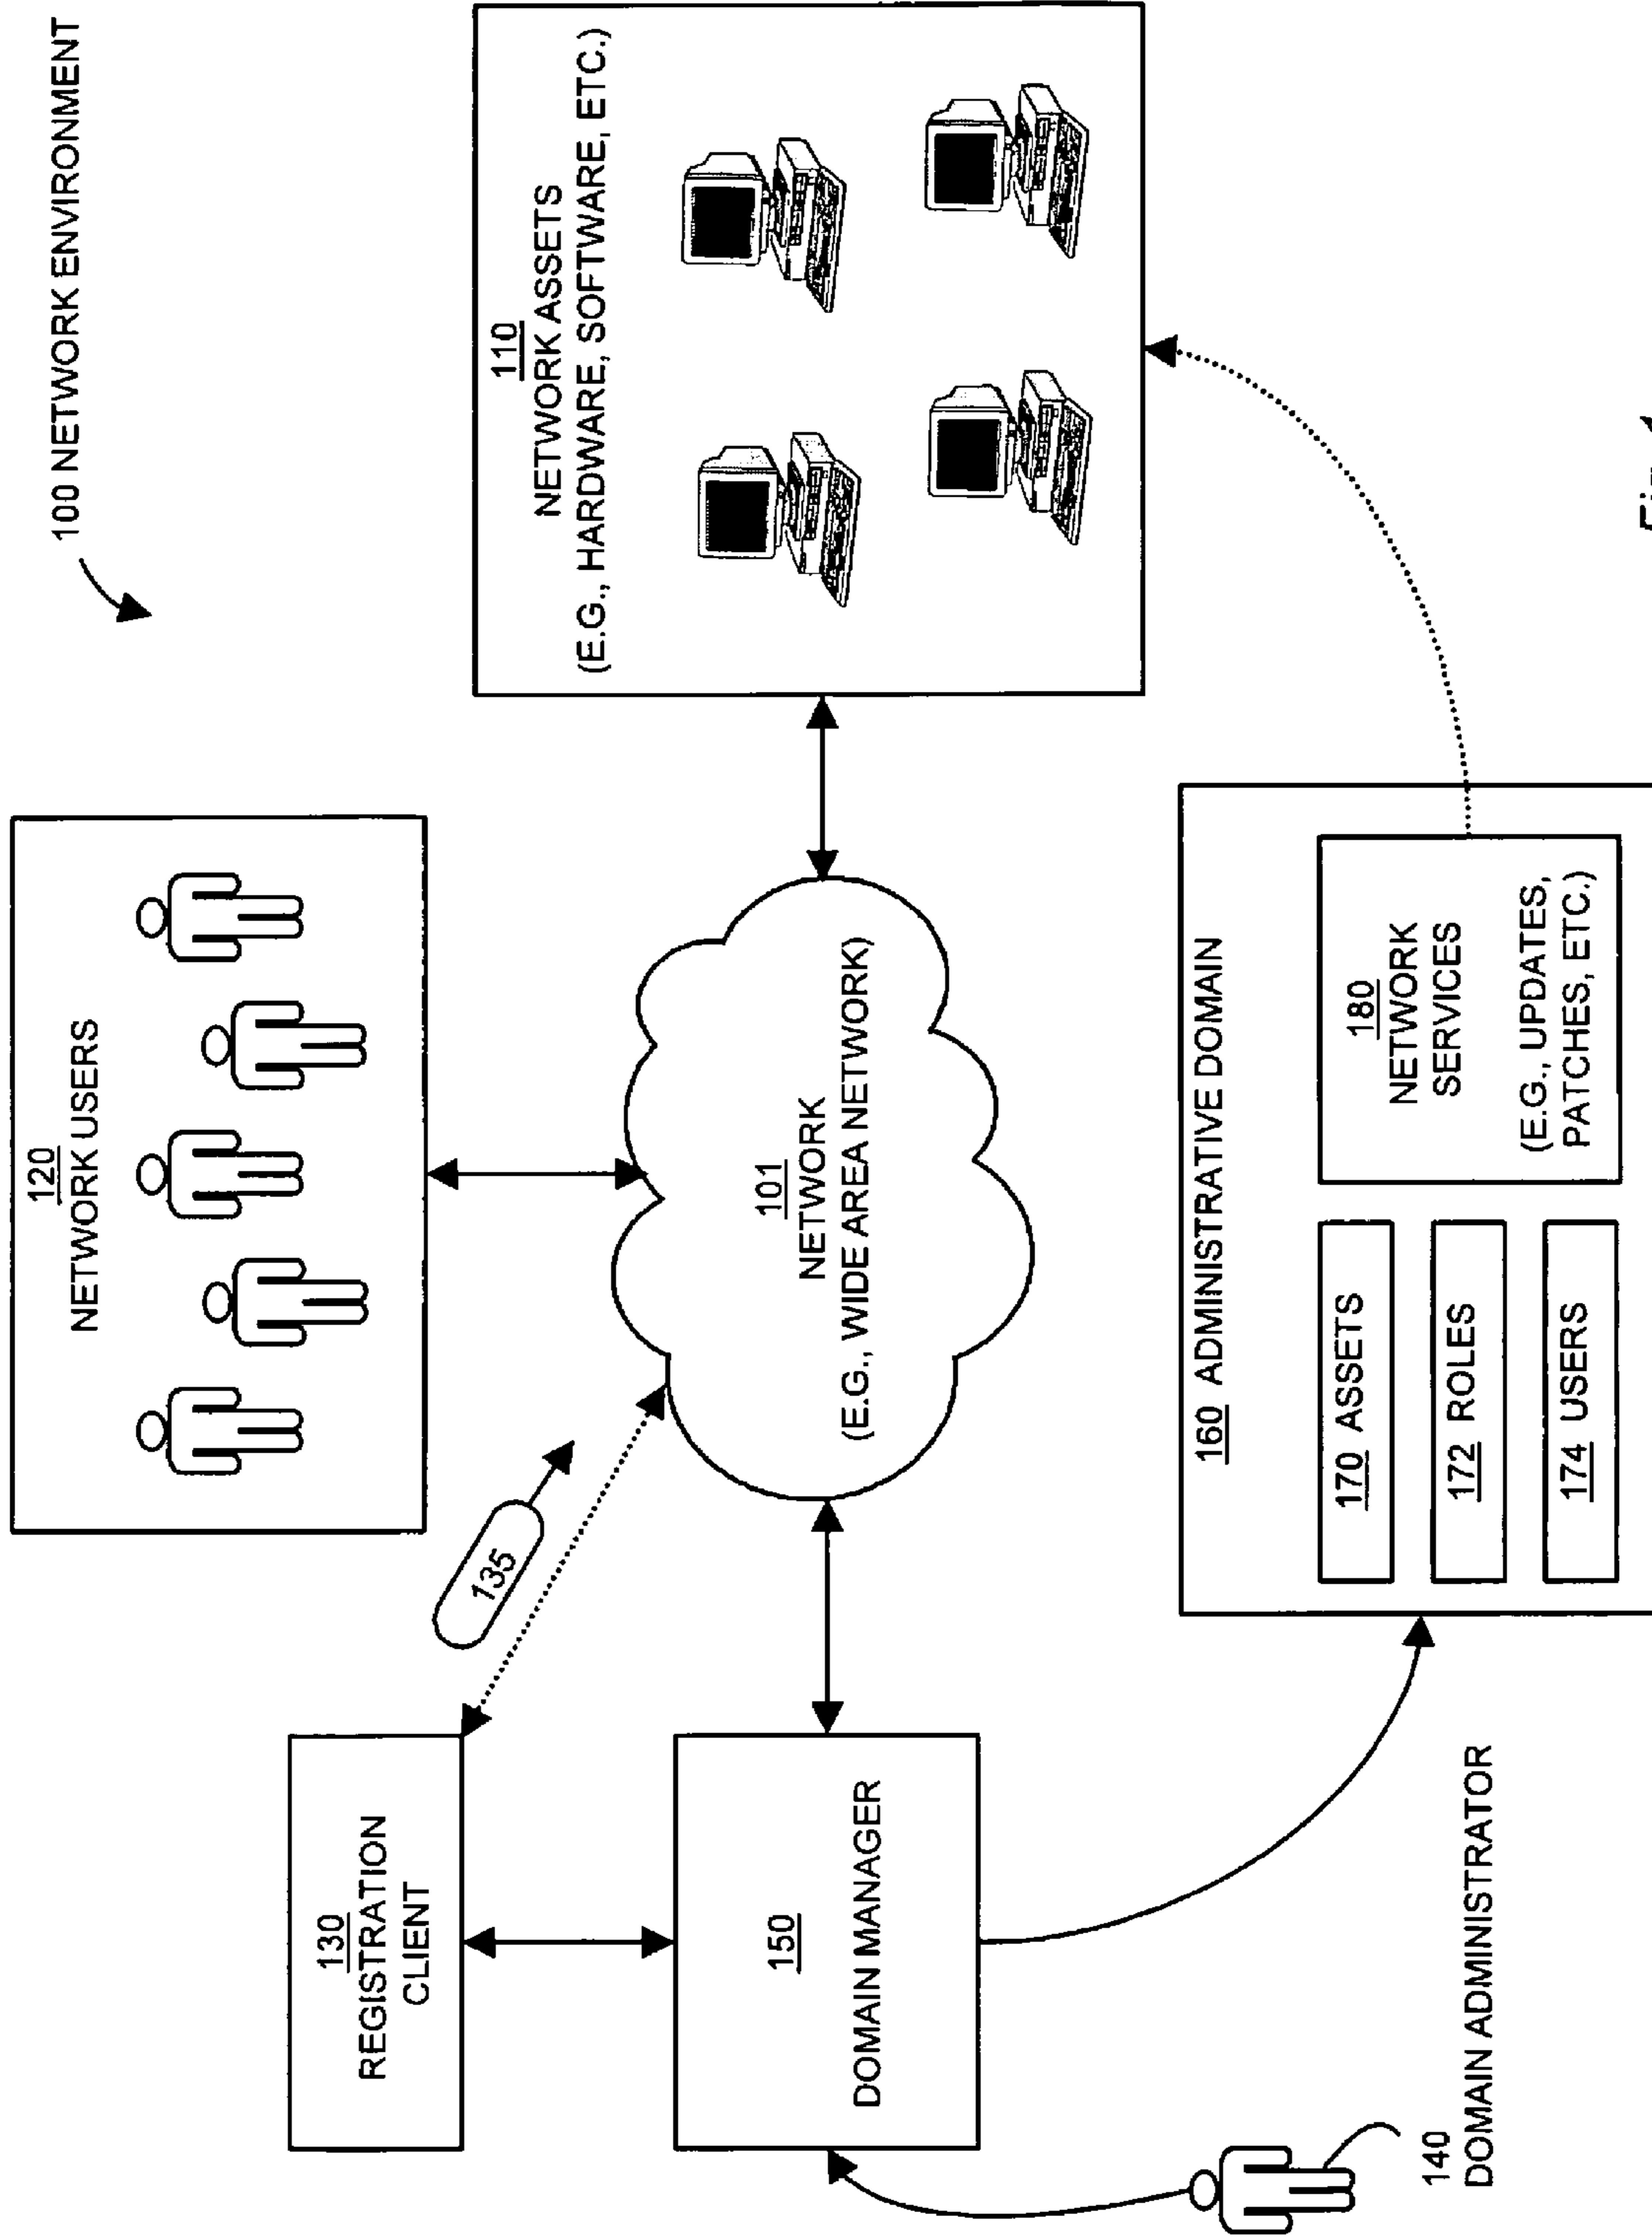 100 NETWORK ENVIRONMENT
120
NETWORK USERS
130
REGISTRATION
CLIENT
135
110
NETWORK ASSETS
(E.G., HARDWARE, SOFTWARE, ETC.)
101
NETWORK
(E.G., WIDE AREA NETWORK)
150
DOMAIN MANAGER
160 ADMINISTRATIVE DOMAIN
170 ASSETS
172 ROLES
174 USERS
180
NETWORK
SERVICES
(E.G., UPDATES,
PATCHES, ETC.)
140
DOMAIN ADMINISTRATOR